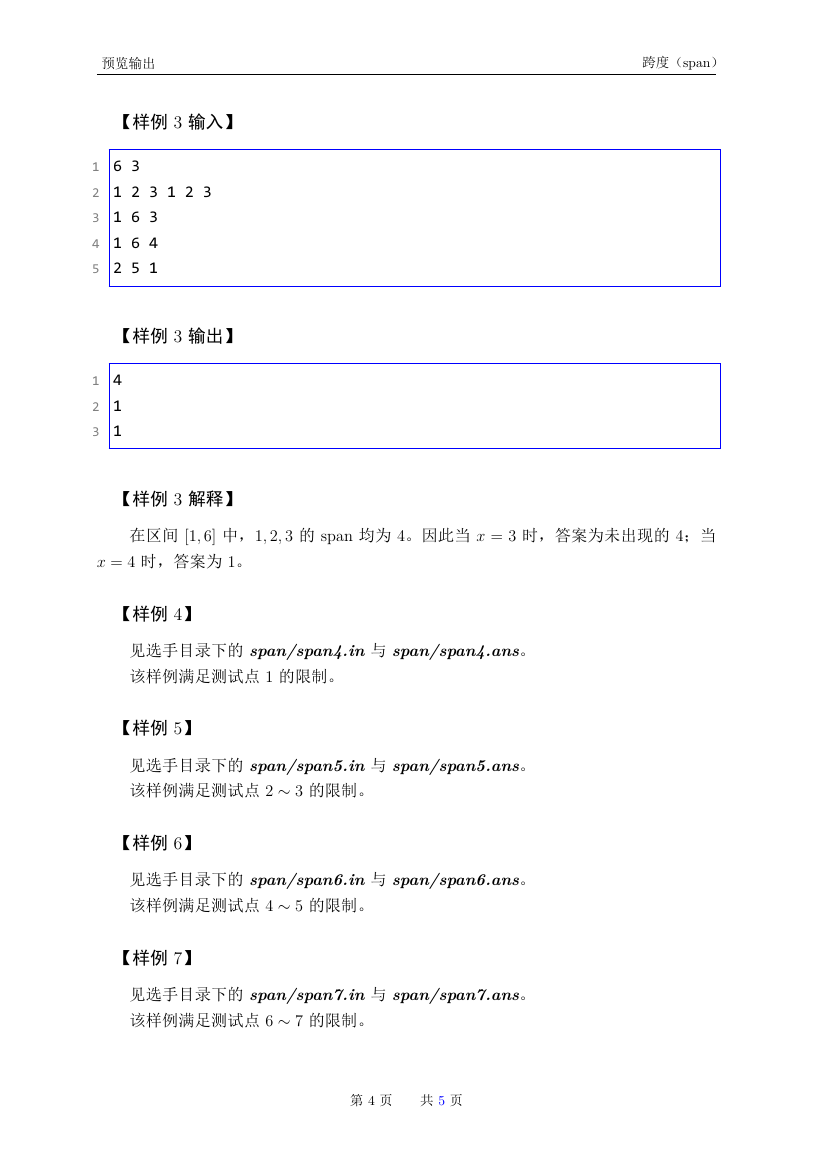 预览输出 跨度（span）
【样例 3 输入】
1 6 3
2 1 2 3 1 2 3
3 1 6 3
4 1 6 4
5 2 5 1
【样例 3 输出】
1 4
2 1
3 1
【样例 3 解释】
在区间 [1, 6] 中，1, 2, 3 的 span 均为 4。因此当 x = 3 时，答案为未出现的 4；当
x = 4 时，答案为 1。
【样例 4】
见选手目录下的 span/span4.in 与 span/span4.ans。
该样例满足测试点 1 的限制。
【样例 5】
见选手目录下的 span/span5.in 与 span/span5.ans。
该样例满足测试点 2 ∼ 3 的限制。
【样例 6】
见选手目录下的 span/span6.in 与 span/span6.ans。
该样例满足测试点 4 ∼ 5 的限制。
【样例 7】
见选手目录下的 span/span7.in 与 span/span7.ans。
该样例满足测试点 6 ∼ 7 的限制。
第 4 页 共 5 页